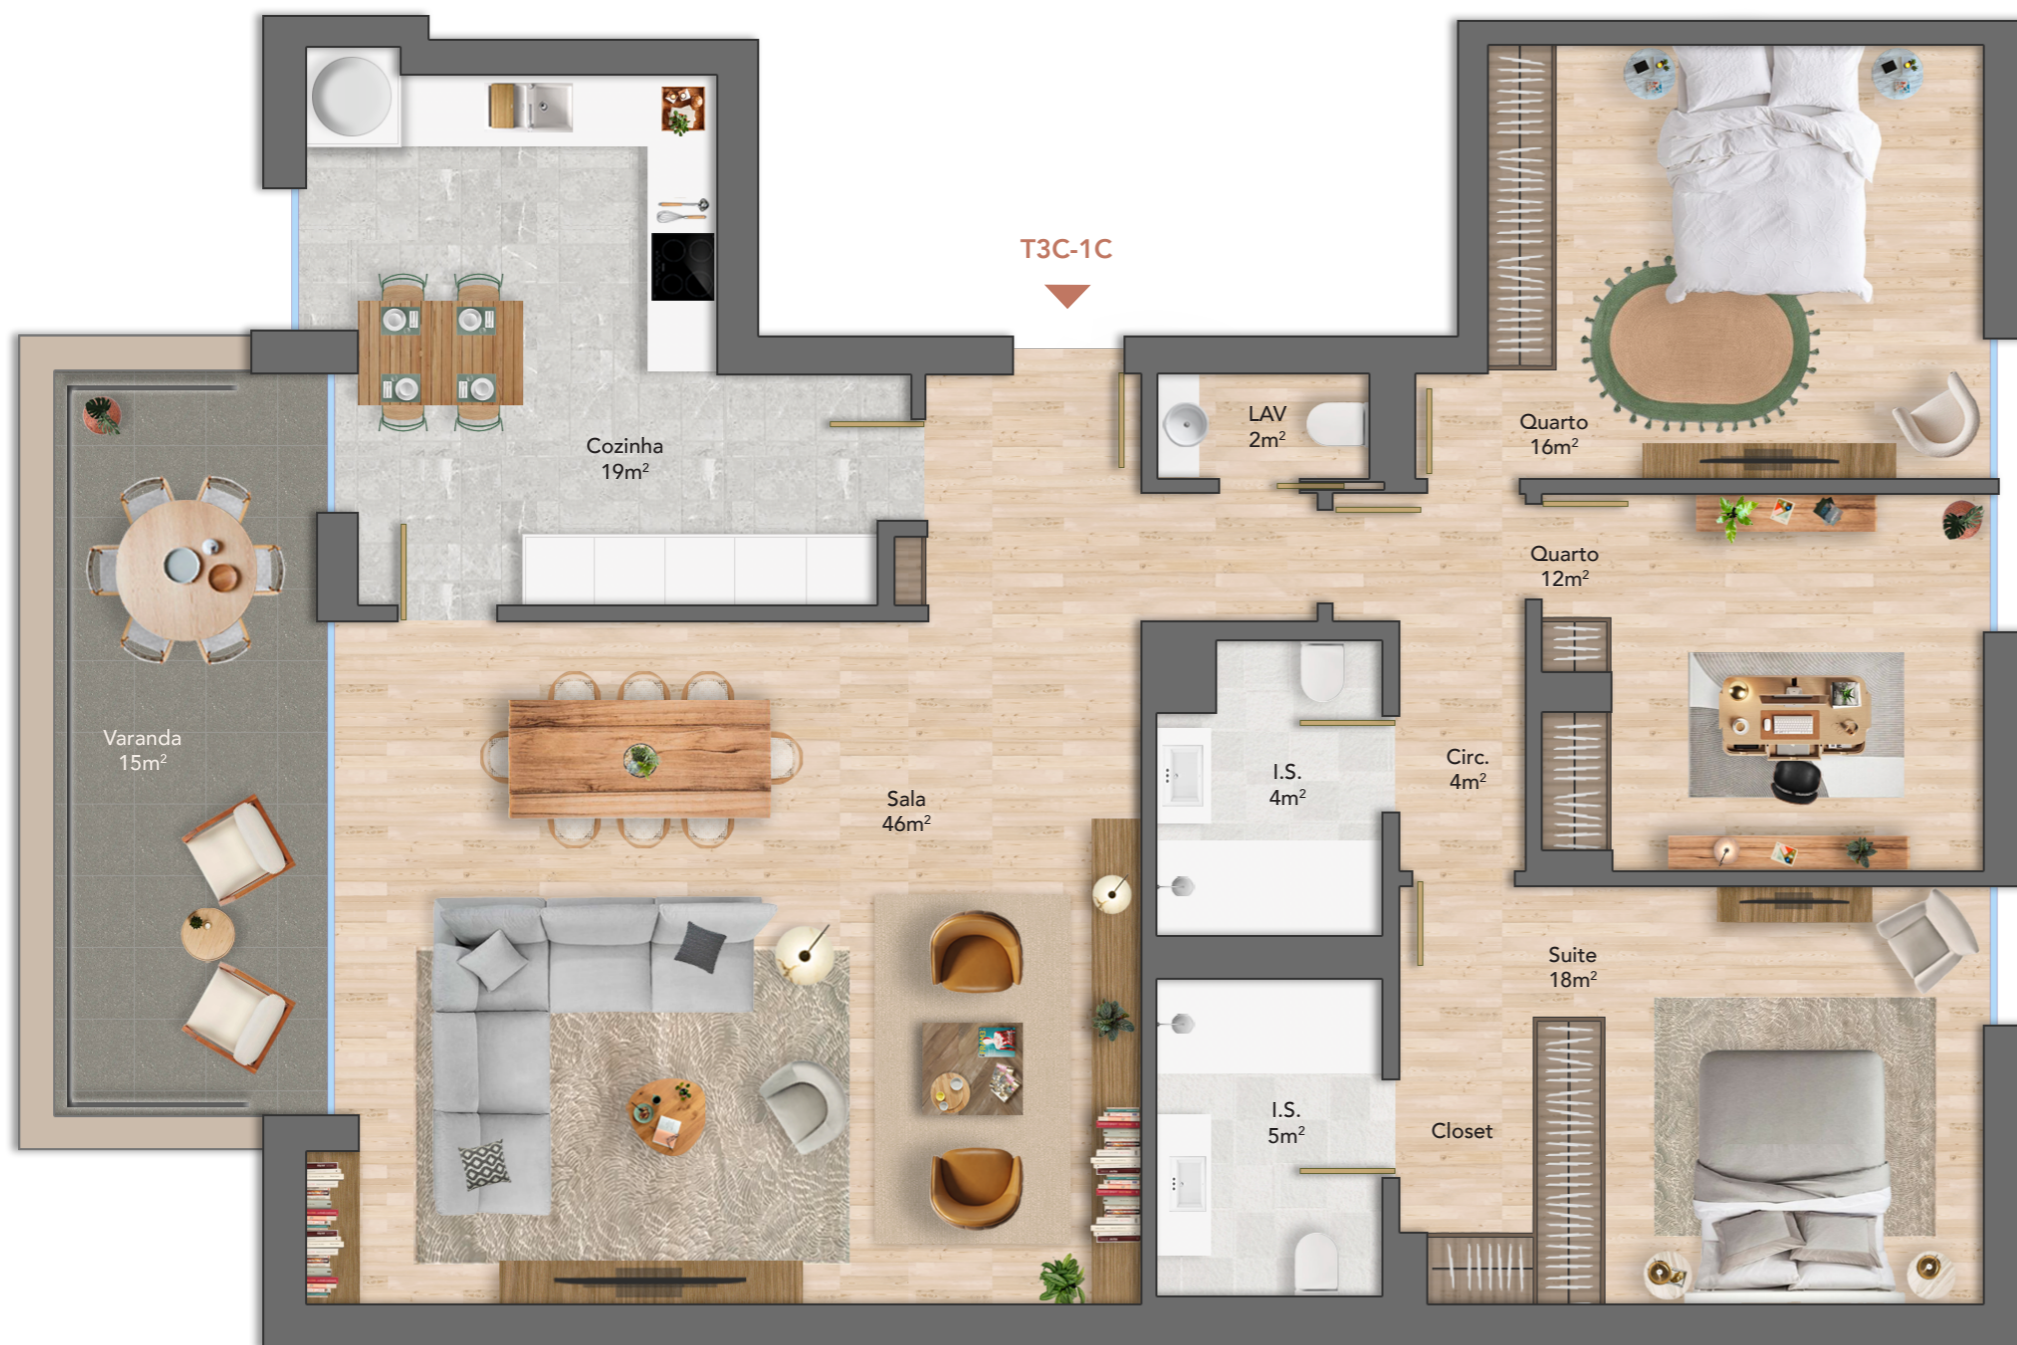 T3C-1C
LAV
2m²
Quarto
16m²
Cozinha
19m²
Quarto
12m²
Varanda
15m²
Sala
46m²
I.S.
4m²
Circ.
4m²
Suite
18m²
I.S.
5m²
Closet